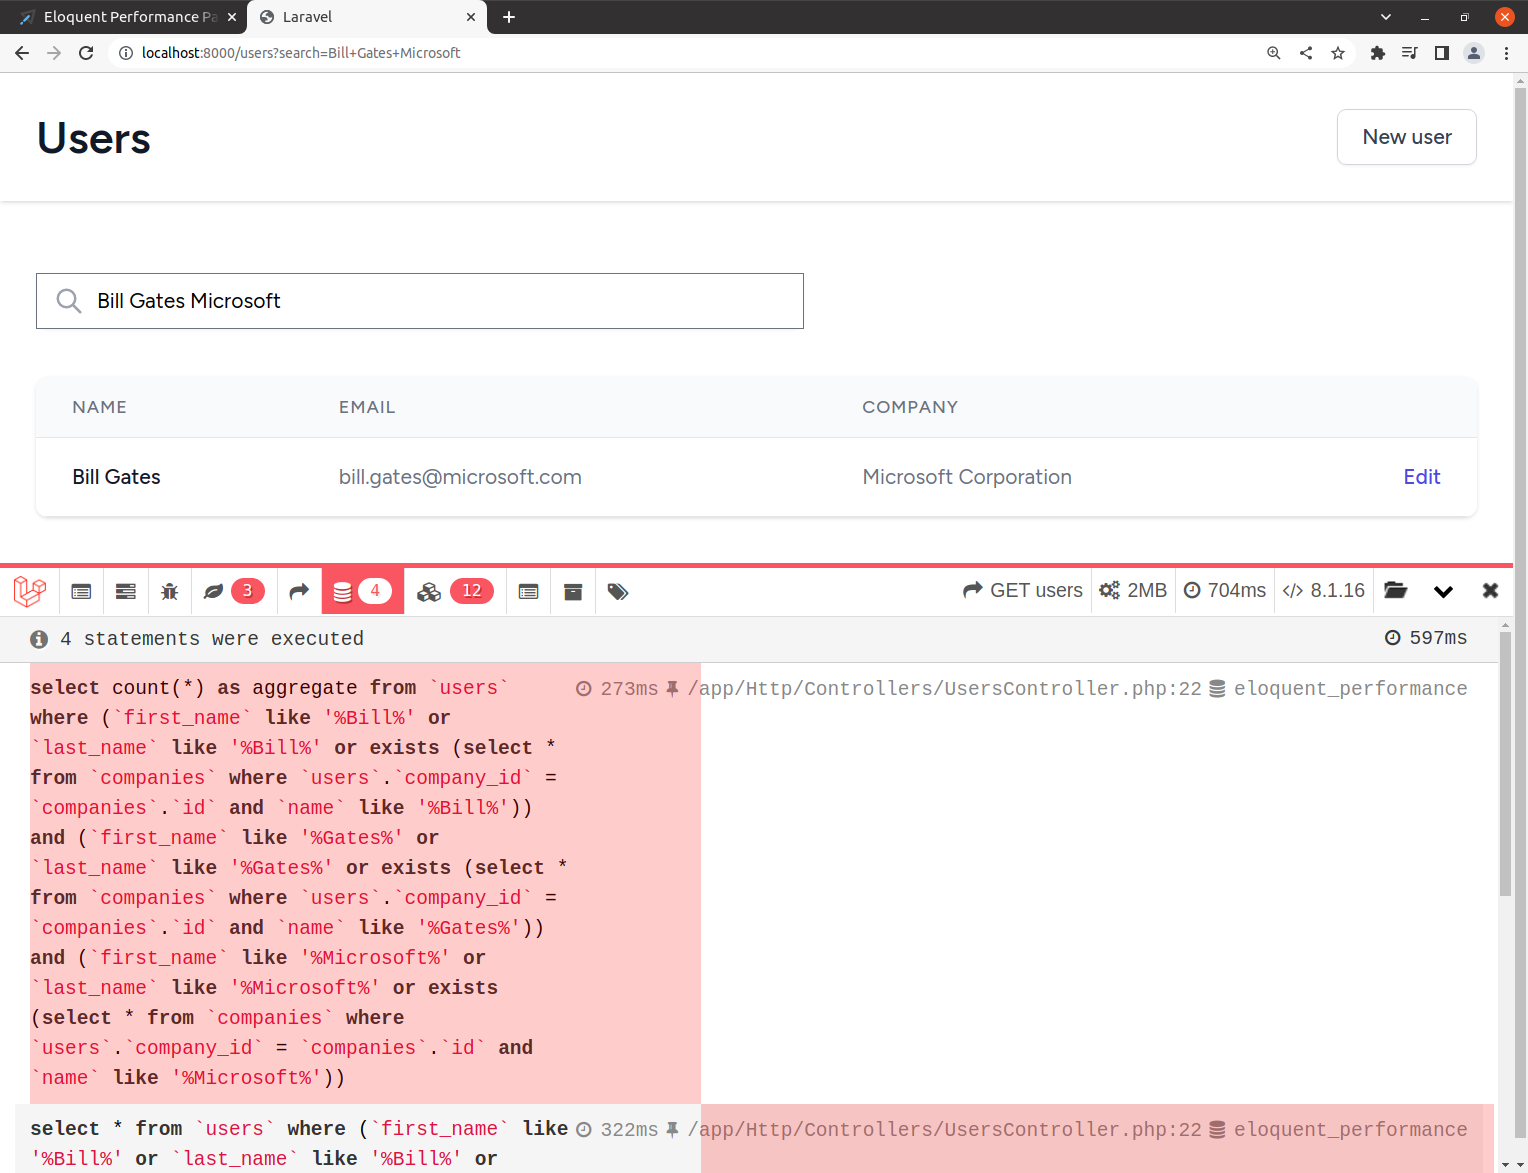 Eloquent Performance Pa
Laravel
localhost:8000/users?search=Bill+Gates+Microsoft
Users
New user
Bill Gates Microsoft
NAME EMAIL COMPANY
Bill Gates bill.gates@microsoft.com Microsoft Corporation Edit
3 4 12 GET users 2MB 704ms 8.1.16
4 statements were executed 597ms
select count(*) as aggregate from `users` 273ms /app/Http/Controllers/UsersController.php:22 eloquent_performance
where (`first_name` like '%Bill%' or
`last_name` like '%Bill%' or exists (select *
from `companies` where `users`.`company_id` =
`companies`.`id` and `name` like '%Bill%'))
and (`first_name` like '%Gates%' or
`last_name` like '%Gates%' or exists (select *
from `companies` where `users`.`company_id` =
`companies`.`id` and `name` like '%Gates%'))
and (`first_name` like '%Microsoft%' or
`last_name` like '%Microsoft%' or exists
(select * from `companies` where
`users`.`company_id` = `companies`.`id` and
`name` like '%Microsoft%'))
select * from `users` where (`first_name` like 322ms /app/Http/Controllers/UsersController.php:22 eloquent_performance
'%Bill%' or `last_name` like '%Bill%' or